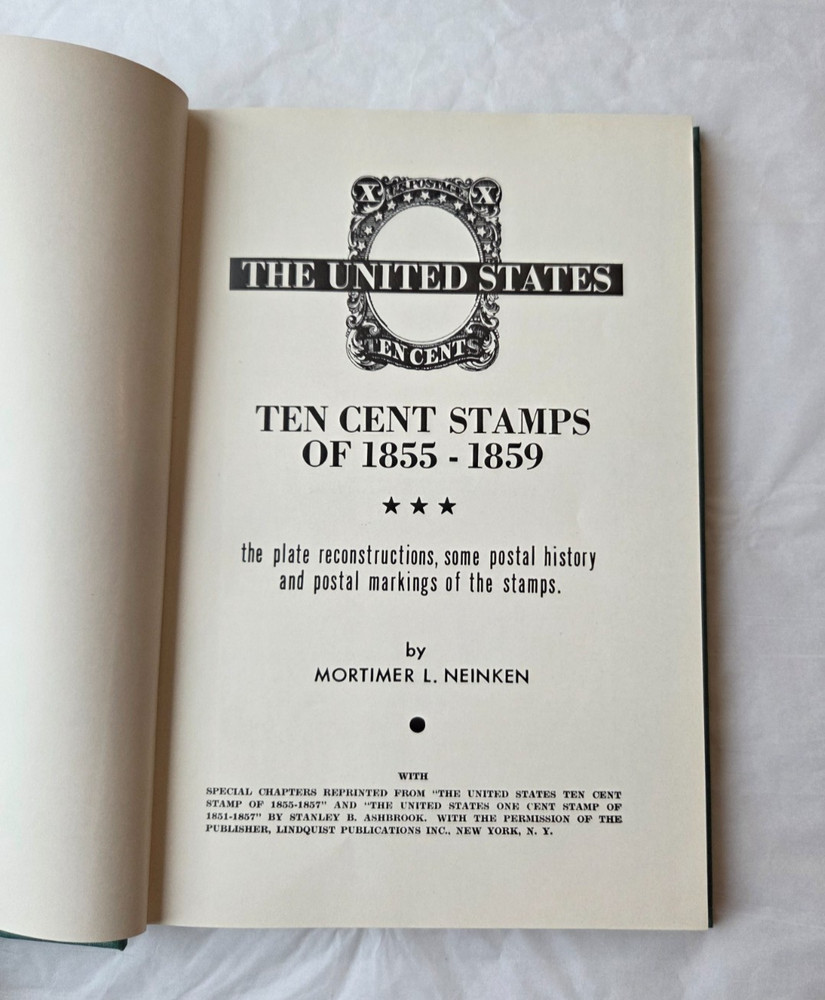 X U.S. POSTAGE X
THE UNITED STATES
TEN CENTS
TEN CENT STAMPS
OF 1855 - 1859
★ ★ ★
the plate reconstructions, some postal history
and postal markings of the stamps.
by
MORTIMER L. NEINKEN
WITH
SPECIAL CHAPTERS REPRINTED FROM "THE UNITED STATES TEN CENT
STAMP OF 1855-1857" AND "THE UNITED STATES ONE CENT STAMP OF
1851-1857" BY STANLEY B. ASHBROOK. WITH THE PERMISSION OF THE
PUBLISHER, LINDQUIST PUBLICATIONS INC., NEW YORK, N. Y.